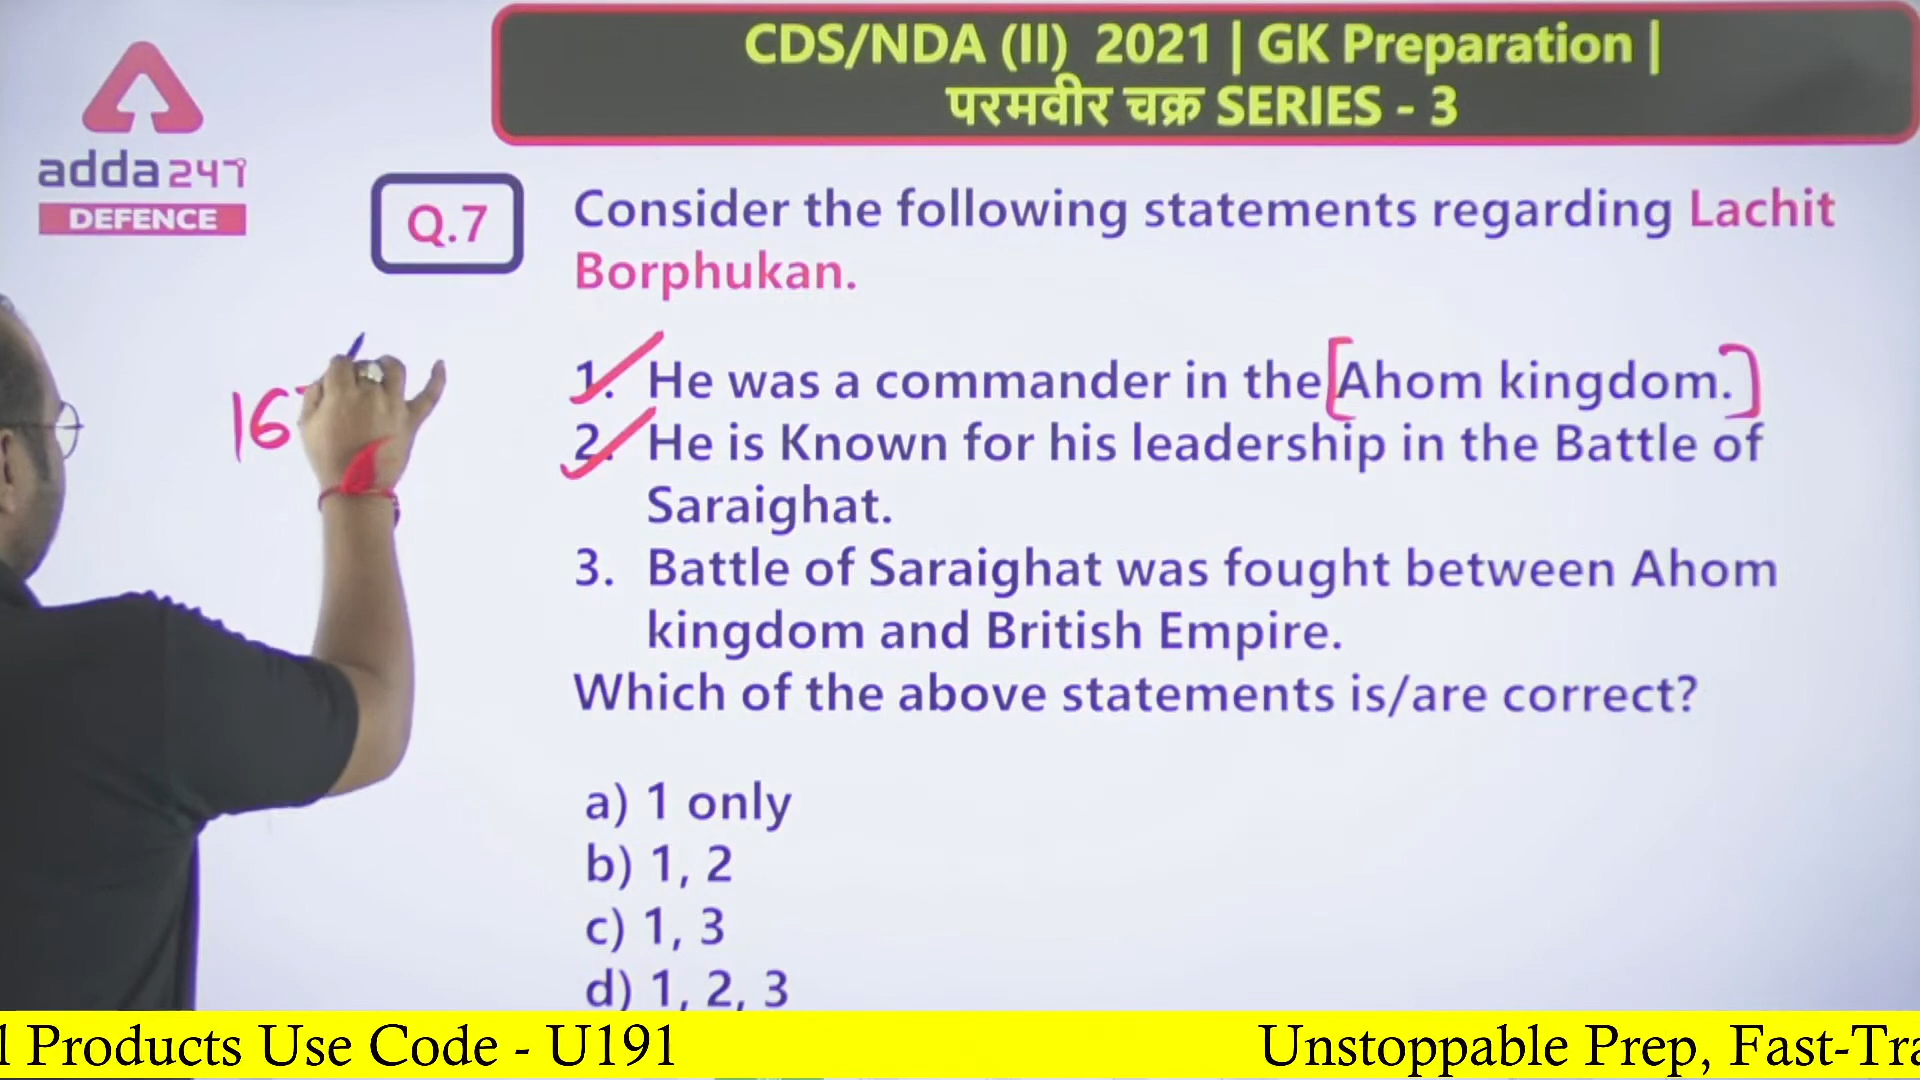 CDS/NDA (II) 2021 | GK Preparation |
परमवीर चक्र SERIES - 3
adda247
DEFENCE
Q.7
Consider the following statements regarding Lachit
Borphukan.
1. He was a commander in the [Ahom kingdom.]
2. He is Known for his leadership in the Battle of
Saraighat.
3. Battle of Saraighat was fought between Ahom
kingdom and British Empire.
Which of the above statements is/are correct?
a) 1 only
b) 1, 2
c) 1, 3
d) 1, 2, 3
16
l Products Use Code - U191
Unstoppable Prep, Fast-Tra